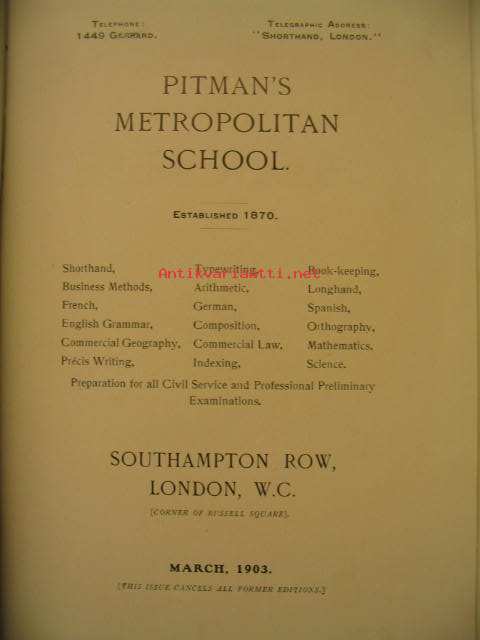 Telephone: Telegraphic Address:
1449 Gerrard. "Shorthand, London."
PITMAN'S
METROPOLITAN
SCHOOL.
Established 1870.
Shorthand, Typewriting, Book-keeping,
Antikvariaatti.net
Business Methods, Arithmetic, Longhand,
French, German, Spanish,
English Grammar, Composition, Orthography,
Commercial Geography, Commercial Law, Mathematics.
Précis Writing, Indexing, Science.
Preparation for all Civil Service and Professional Preliminary
Examinations.
SOUTHAMPTON ROW,
LONDON, W.C.
[CORNER OF RUSSELL SQUARE].
MARCH, 1903.
[THIS ISSUE CANCELS ALL FORMER EDITIONS.]